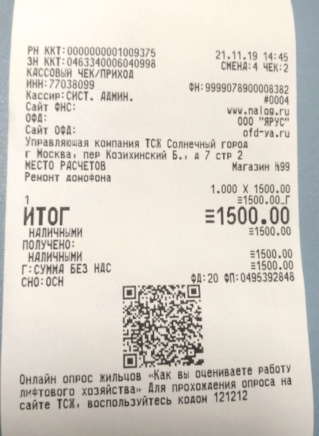 РН ККТ:0000000001009375 21.11.19 14:45
ЗН ККТ:0463340006040998 СМЕНА:4 ЧЕК:2
КАССОВЫЙ ЧЕК/ПРИХОД
ИНН:77038099 ФН:9999078900008382
Кассир:СИСТ. АДМИН. #0004
Сайт ФНС: www.nalog.ru
ОФД: ООО "ЯРУС"
Сайт ОФД: ofd-ya.ru
Управляющая компания ТСЖ Солнечный город
г Москва, пер Козихинский Б., д 7 стр 2
МЕСТО РАСЧЕТОВ Магазин №99
Ремонт домофона
1.000 X 1500.00
1 ≡1500.00_Г
ИТОГ ≡1500.00
НАЛИЧНЫМИ ≡1500.00
ПОЛУЧЕНО:
НАЛИЧНЫМИ ≡1500.00
Г:СУММА БЕЗ НДС ≡1500.00
СНО:ОСН ФД:20 ФП:0495392848
Онлайн опрос жильцов «Как вы оцениваете работу
лифтового хозяйства» Для прохождения опроса на
сайте ТСЖ, воспользуйтесь кодом 121212